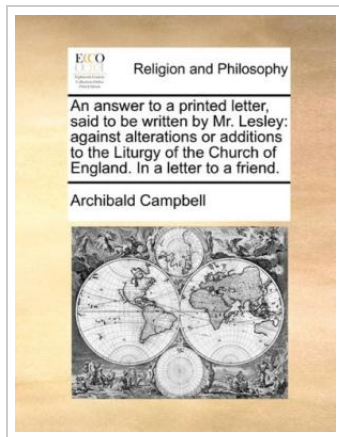 ECCO
Religion and Philosophy
An answer to a printed letter,
said to be written by Mr. Lesley:
against alterations or additions
to the Liturgy of the Church of
England. In a letter to a friend.
Archibald Campbell